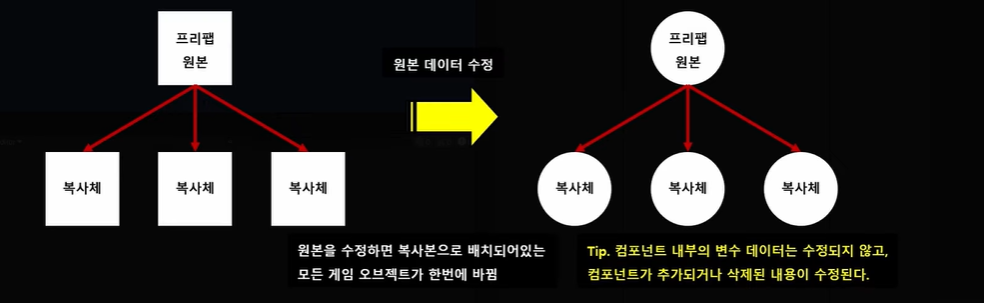 프리팹
원본
원본 데이터 수정
프리팹
원본
복사체
복사체
복사체
복사체
복사체
복사체
원본을 수정하면 복사본으로 배치되어있는
모든 게임 오브젝트가 한번에 바뀜
Tip. 컴포넌트 내부의 변수 데이터는 수정되지 않고,
컴포넌트가 추가되거나 삭제된 내용이 수정된다.